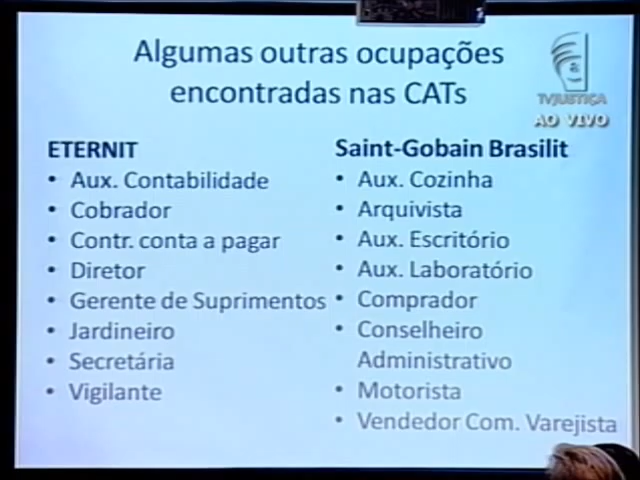 Algumas outras ocupações
encontradas nas CATs
TVJUSTIÇA
AO VIVO
ETERNIT
• Aux. Contabilidade
• Cobrador
• Contr. conta a pagar
• Diretor
• Gerente de Suprimentos
• Jardineiro
• Secretária
• Vigilante
Saint-Gobain Brasilit
• Aux. Cozinha
• Arquivista
• Aux. Escritório
• Aux. Laboratório
• Comprador
• Conselheiro
Administrativo
• Motorista
• Vendedor Com. Varejista